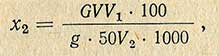 x₂ = GVV₁ · 100 / g · 50V₂ · 1000 ,